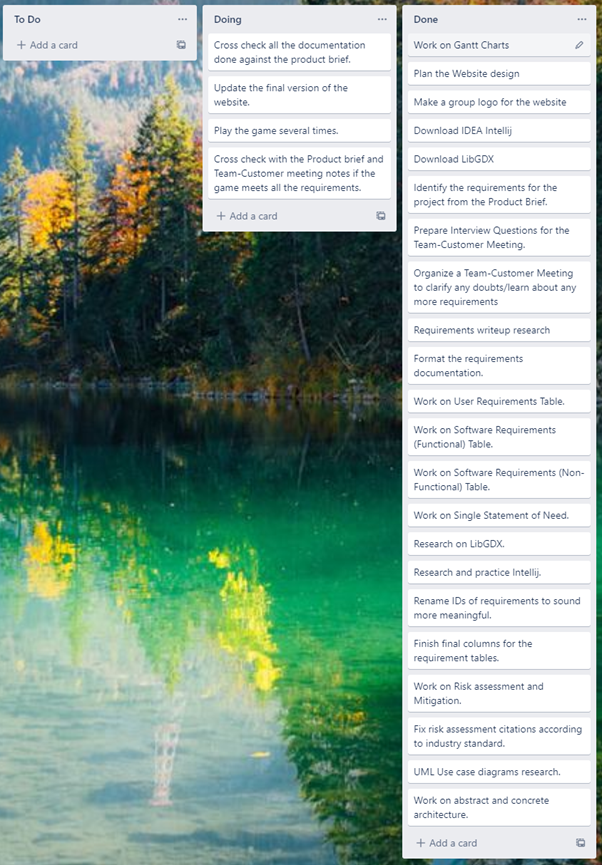 To Do
Add a card
Doing
Cross check all the documentation
done against the product brief.
Update the final version of the
website.
Play the game several times.
Cross check with the Product brief and
Team-Customer meeting notes if the
game meets all the requirements.
Add a card
Done
Work on Gantt Charts
Plan the Website design
Make a group logo for the website
Download IDEA Intellij
Download LibGDX
Identify the requirements for the
project from the Product Brief.
Prepare Interview Questions for the
Team-Customer Meeting.
Organize a Team-Customer Meeting
to clarify any doubts/learn about any
more requirements
Requirements writeup research
Format the requirements
documentation.
Work on User Requirements Table.
Work on Software Requirements
(Functional) Table.
Work on Software Requirements (Non-
Functional) Table.
Work on Single Statement of Need.
Research on LibGDX.
Research and practice Intellij.
Rename IDs of requirements to sound
more meaningful.
Finish final columns for the
requirement tables.
Work on Risk assessment and
Mitigation.
Fix risk assessment citations according
to industry standard.
UML Use case diagrams research.
Work on abstract and concrete
architecture.
Add a card